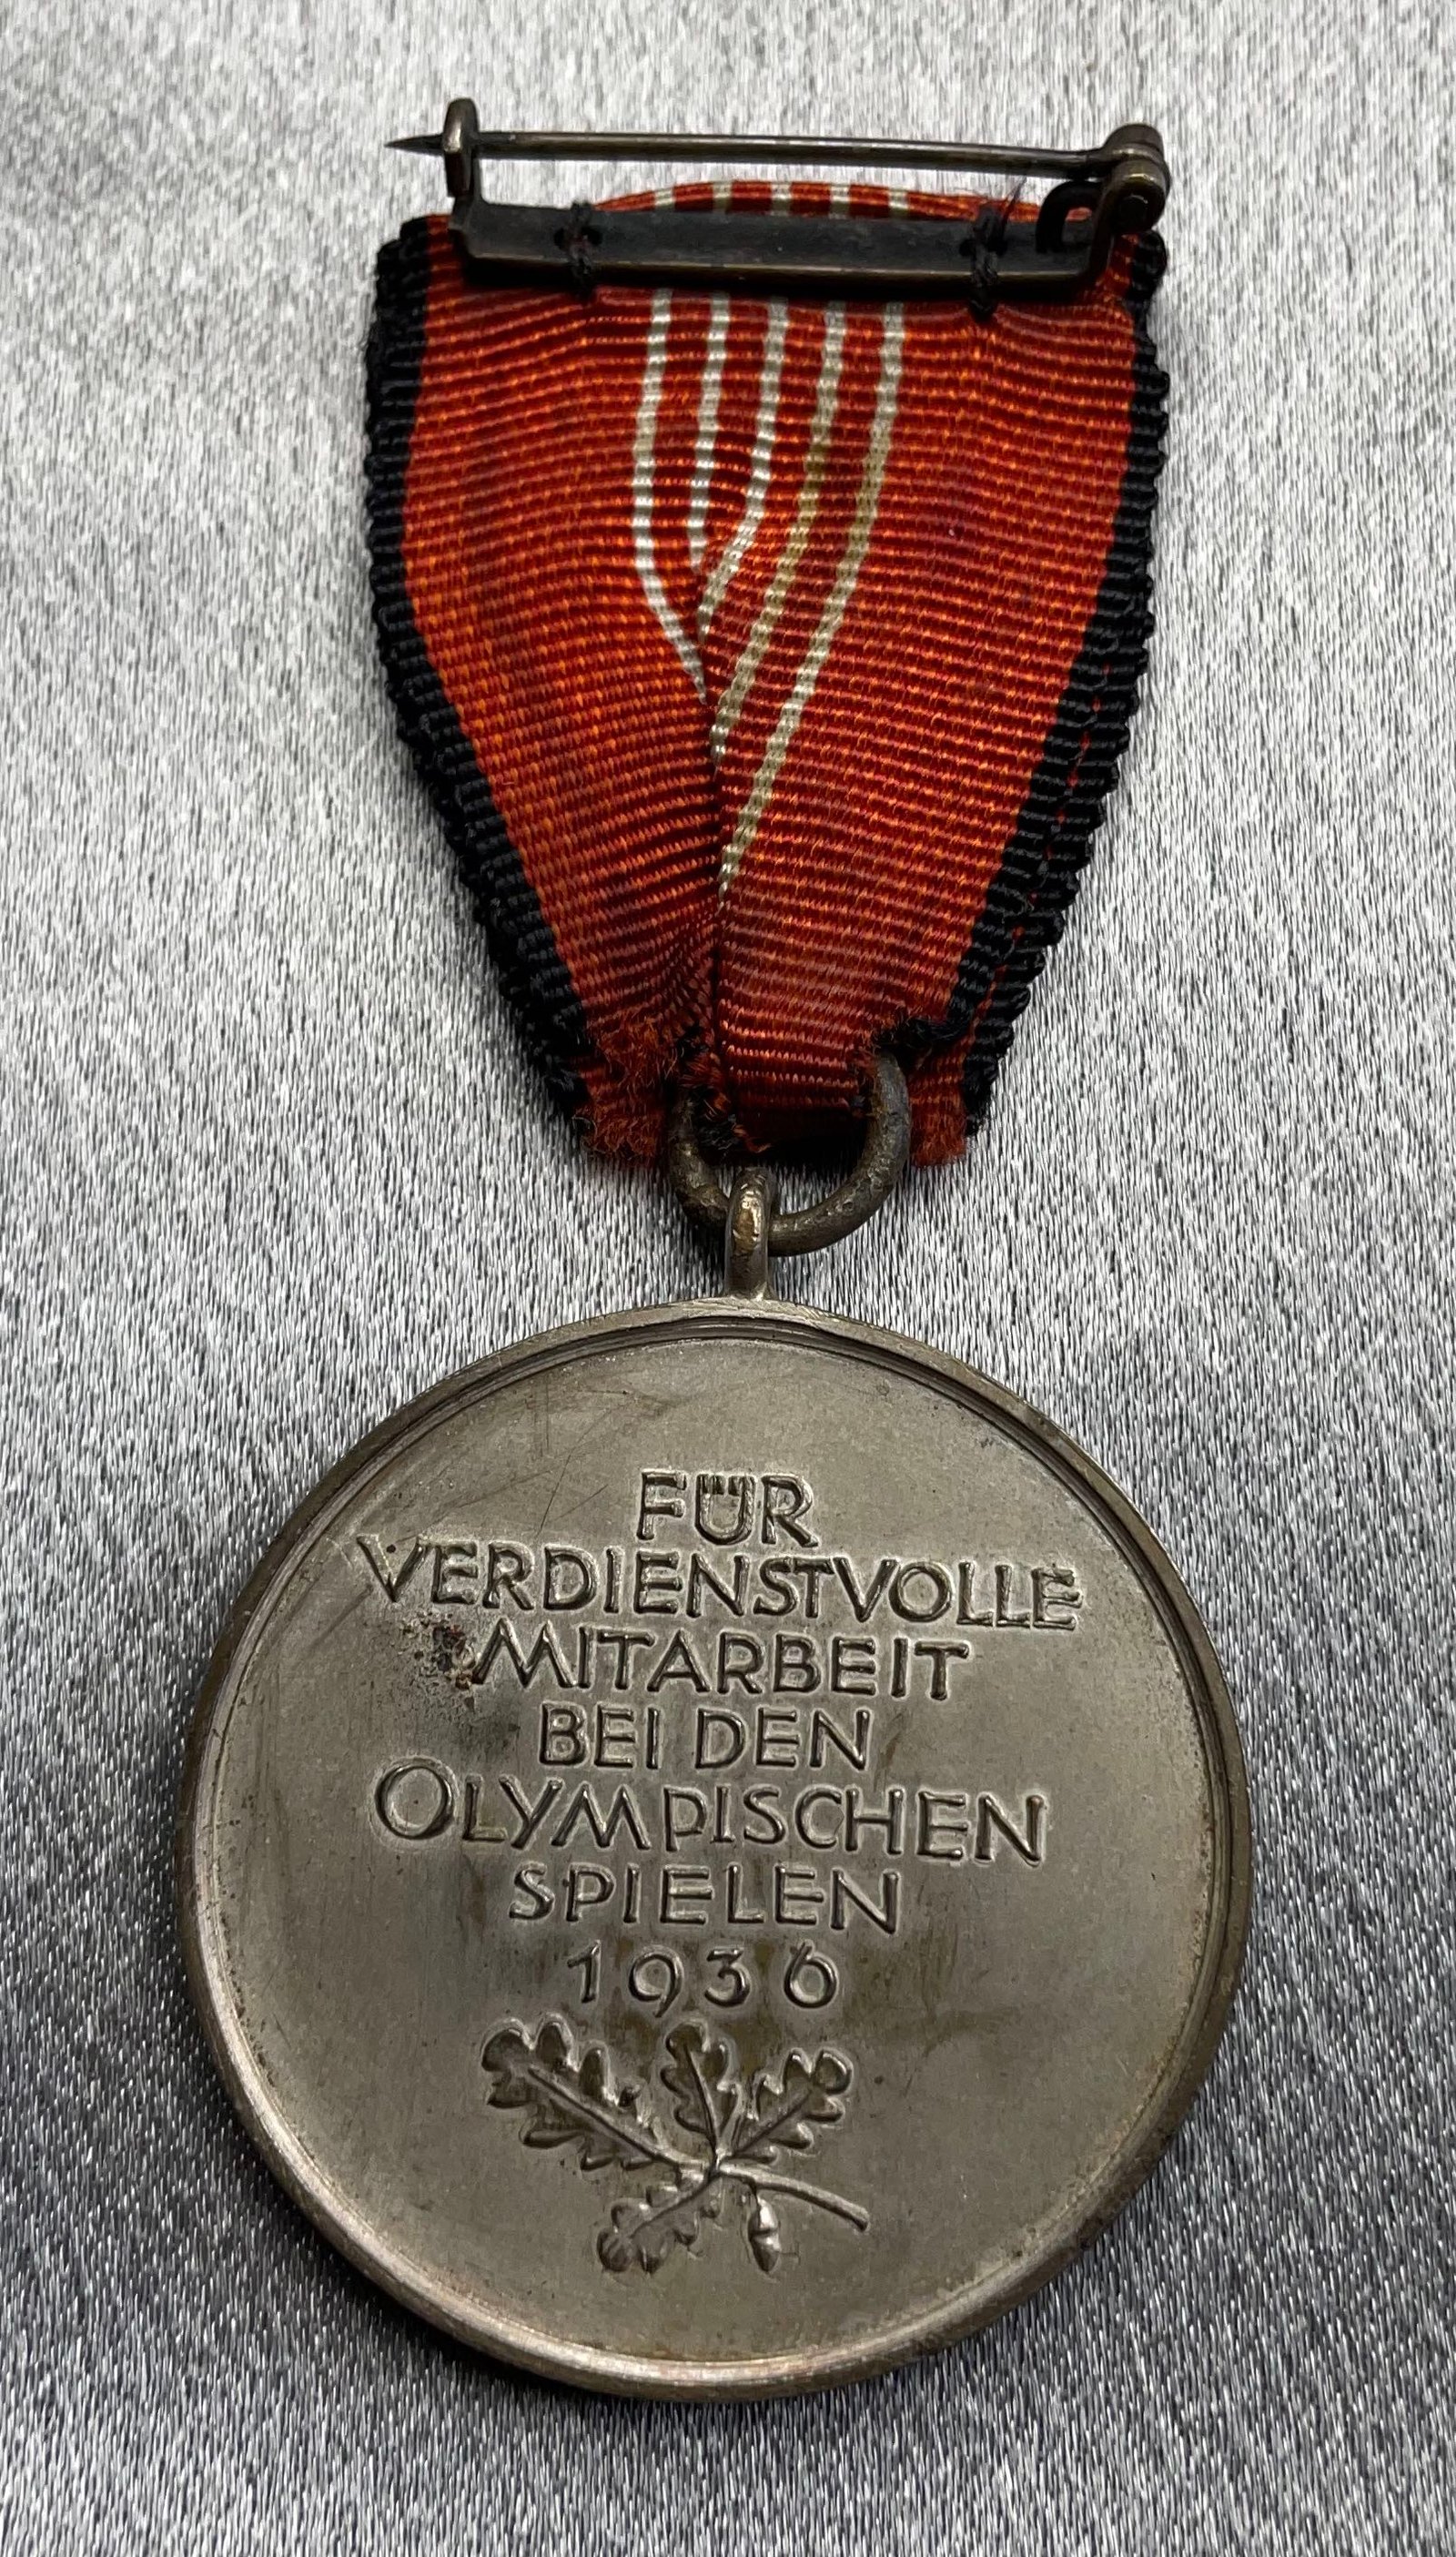 FÜR
VERDIENSTVOLLE
MITARBEIT
BEI DEN
OLYMPISCHEN
SPIELEN
1936